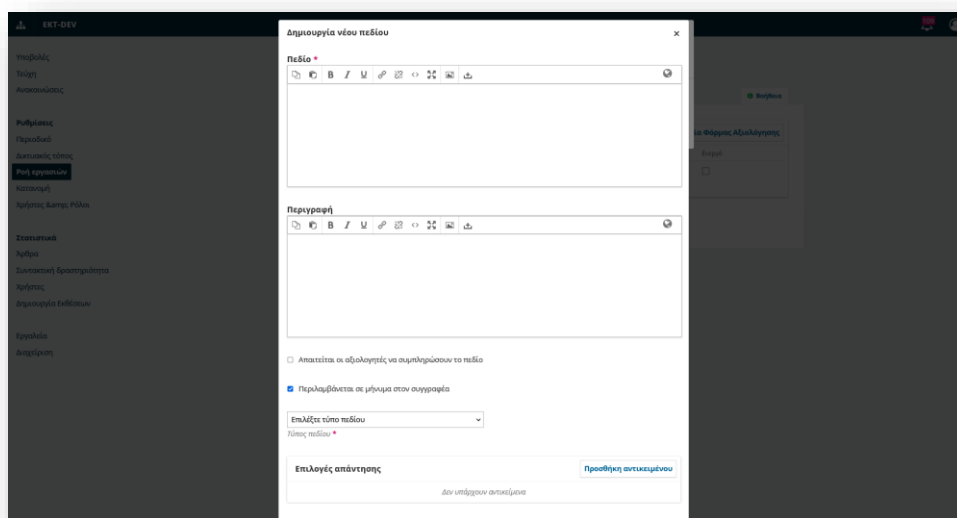 EKT-DEV
Υποβολές
Τεύχη
Ανακοινώσεις
Ρυθμίσεις
Περιοδικό
Δικτυακός τόπος
Ροή εργασιών
Κατανομή
Χρήστες &amp; Ρόλοι
Στατιστικά
Άρθρα
Συντακτική δραστηριότητα
Χρήστες
Δημιουργία Εκθέσεων
Εργαλεία
Διαχείριση
Δημιουργία νέου πεδίου
×
Πεδίο *
B I U
Περιγραφή
B I U
Απαιτείται οι αξιολογητές να συμπληρώσουν το πεδίο
Περιλαμβάνεται σε μήνυμα στον συγγραφέα
Επιλέξτε τύπο πεδίου
Τύπος πεδίου *
Επιλογές απάντησης Προσθήκη αντικειμένου
Δεν υπάρχουν αντικείμενα
Βοήθεια
Φόρμας Αξιολόγησης
Ενεργό